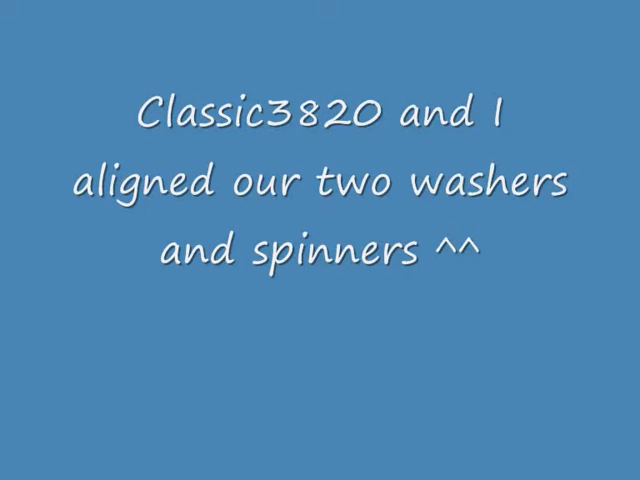 Classic3820 and I
aligned our two washers
and spinners ^^